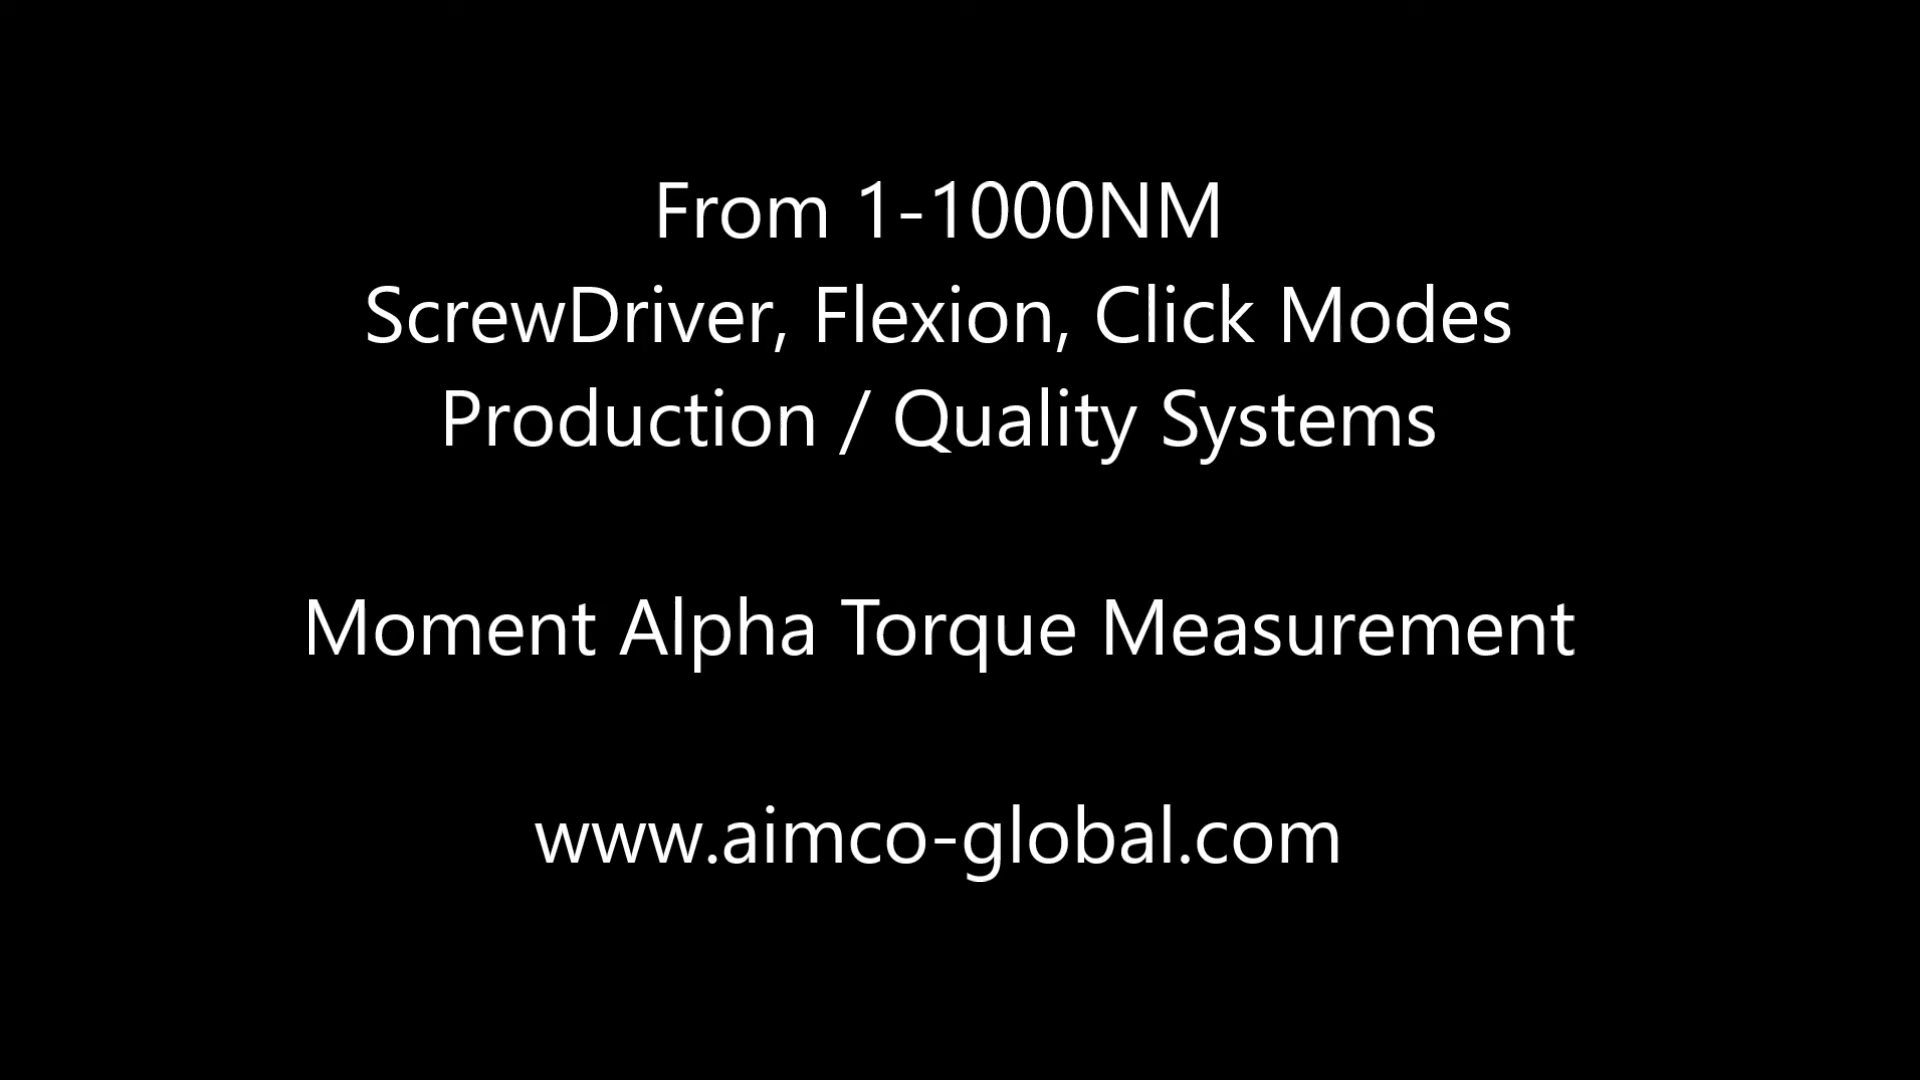 From 1-1000NM
ScrewDriver, Flexion, Click Modes
Production / Quality Systems
Moment Alpha Torque Measurement
www.aimco-global.com